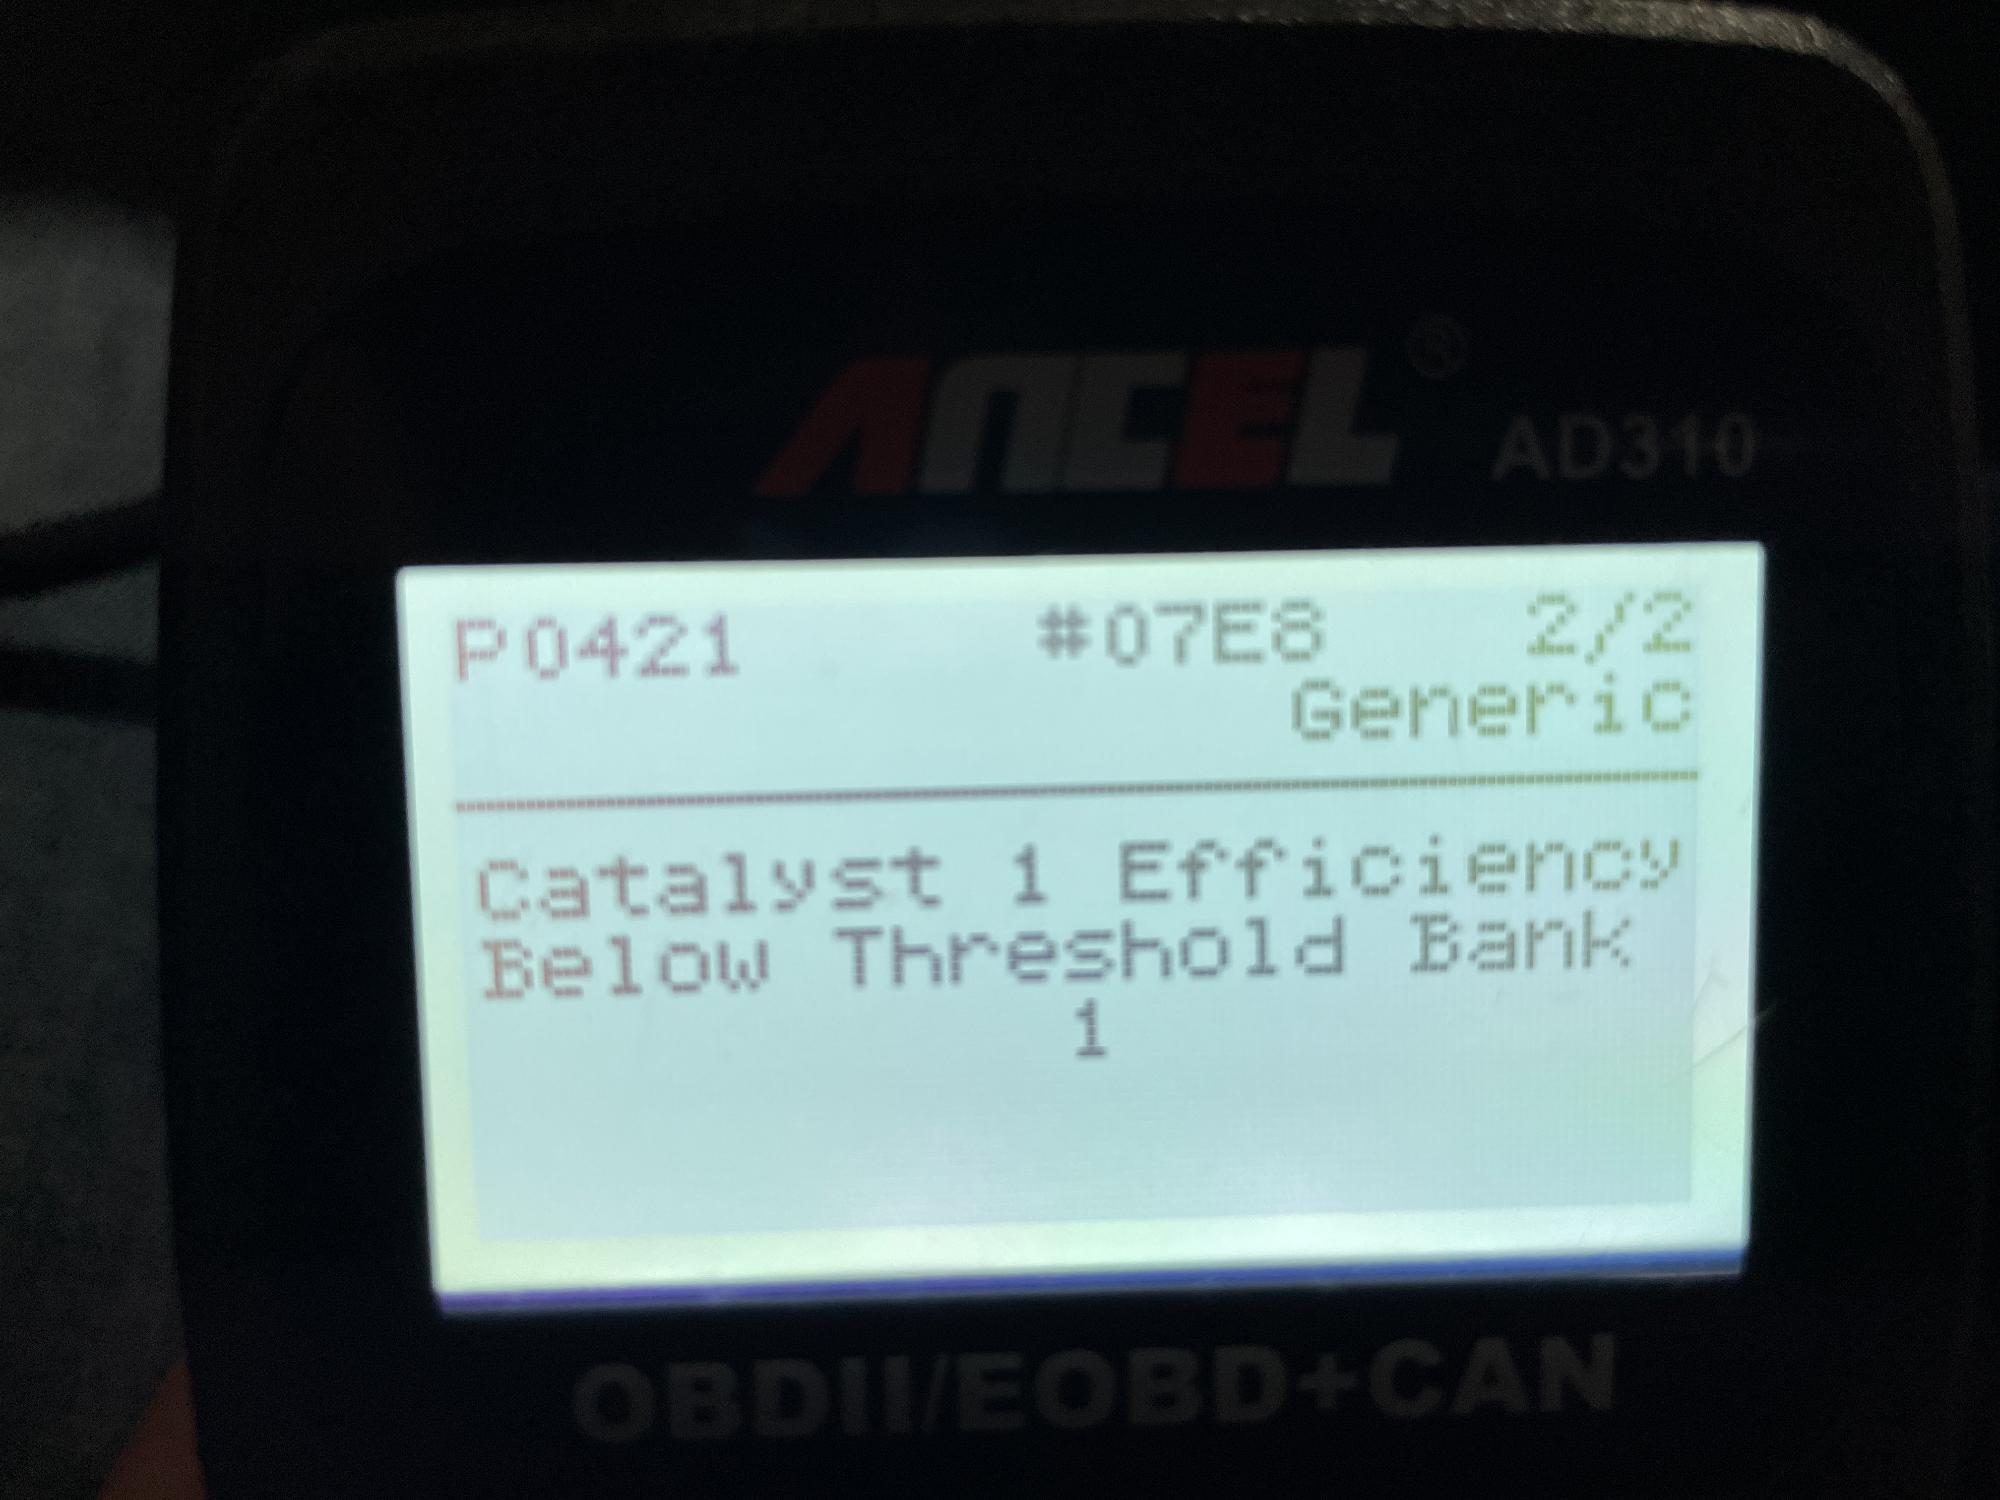 ANCEL ®
AD310
P0421 #07E8 2/2
Generic
Catalyst 1 Efficiency
Below Threshold Bank
1
OBDII/EOBD+CAN